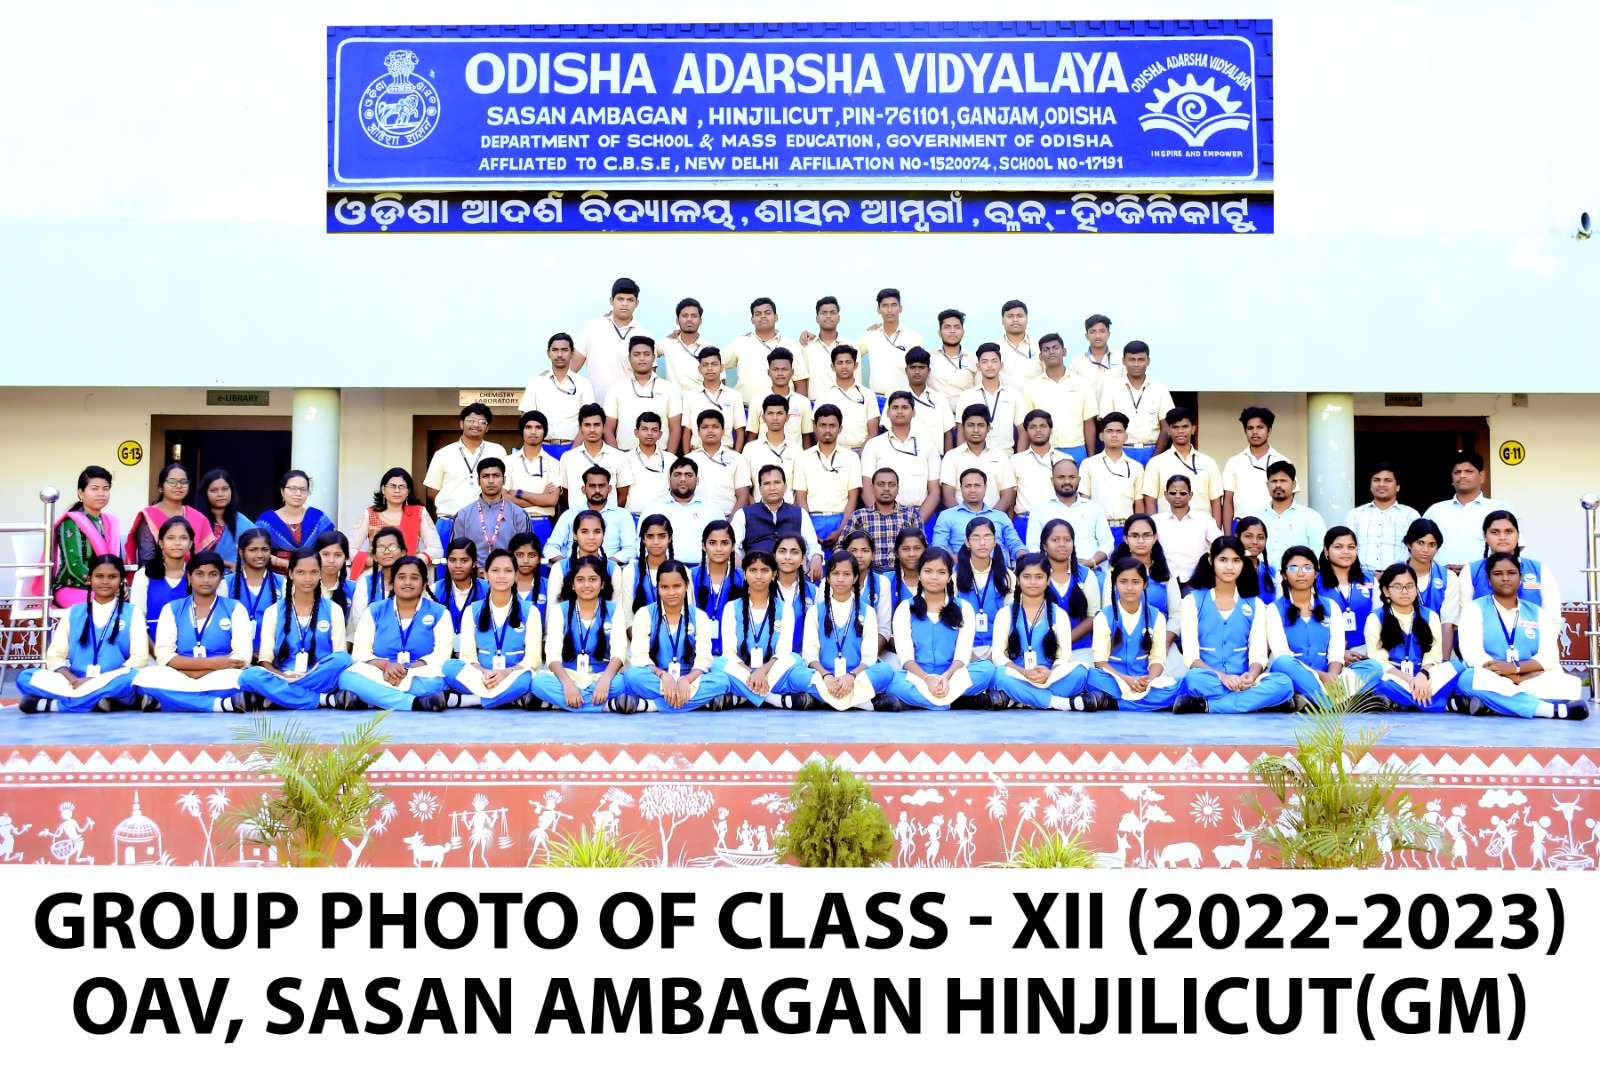 ODISHA ADARSHA VIDYALAYA
ODISHA ADARSHA VIDYALAYA
SASAN AMBAGAN , HINJILICUT, PIN-761101, GANJAM, ODISHA
DEPARTMENT OF SCHOOL & MASS EDUCATION, GOVERNMENT OF ODISHA
AFFLIATED TO C.B.S.E, NEW DELHI AFFILIATION NO-1520074, SCHOOL NO-17191
INSPIRE AND EMPOWER
ଓଡ଼ିଶା ଆଦର୍ଶ ବିଦ୍ୟାଳୟ, ଶାସନ ଆମ୍ବଗାଁ, ବ୍ଲକ୍ - ହିଂଜିଳିକାଟୁ
e-LIBRARY
CHEMISTRY
LABORATORY
G-13
G-11
GROUP PHOTO OF CLASS - XII (2022-2023)
OAV, SASAN AMBAGAN HINJILICUT(GM)